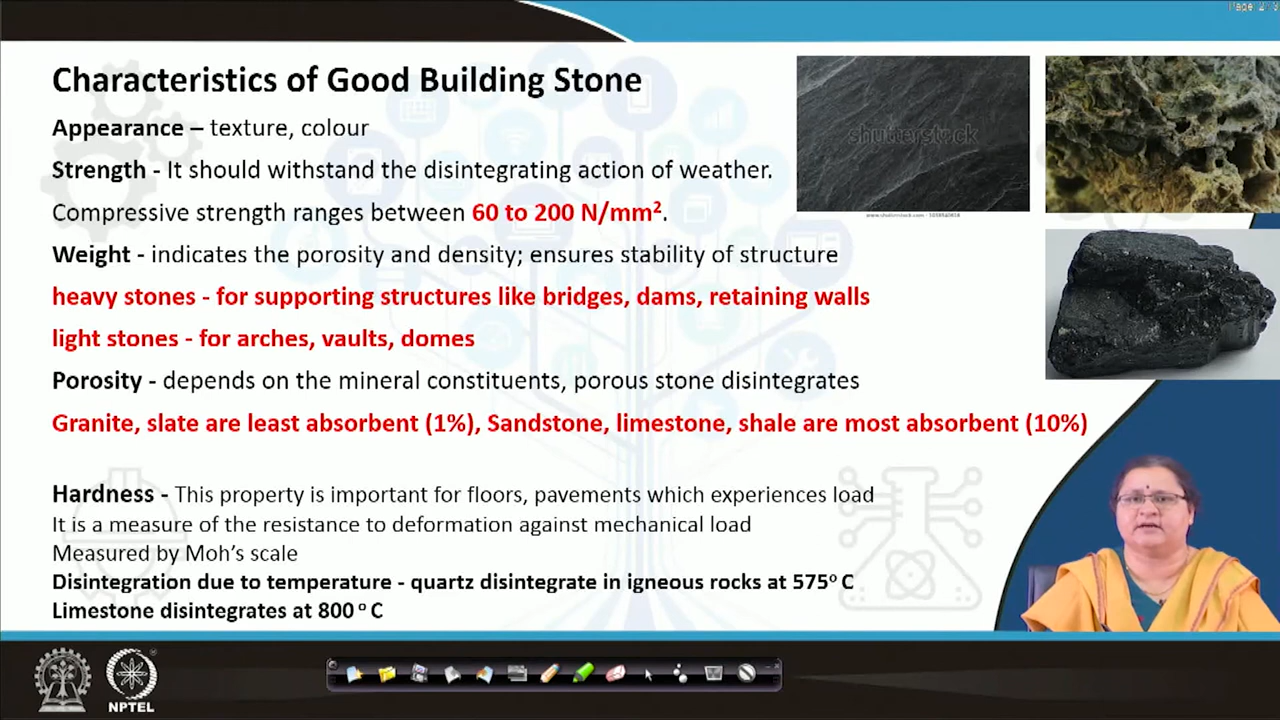 Characteristics of Good Building Stone
Appearance – texture, colour
Strength - It should withstand the disintegrating action of weather.
Compressive strength ranges between 60 to 200 N/mm².
Weight - indicates the porosity and density; ensures stability of structure
heavy stones - for supporting structures like bridges, dams, retaining walls
light stones - for arches, vaults, domes
Porosity - depends on the mineral constituents, porous stone disintegrates
Granite, slate are least absorbent (1%), Sandstone, limestone, shale are most absorbent (10%)
Hardness - This property is important for floors, pavements which experiences load
It is a measure of the resistance to deformation against mechanical load
Measured by Moh's scale
Disintegration due to temperature - quartz disintegrate in igneous rocks at 575° C
Limestone disintegrates at 800 ° C
shutterstock
NPTEL